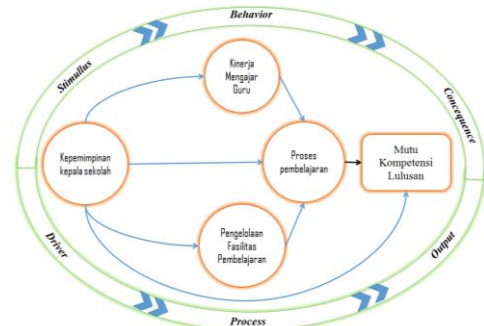 Behavior
Stimullus
Concequence
Kinerja
Mengajar
Guru
Kepemimpinan
kepala sekolah
Proses
pembelajaran
Mutu
Kompetensi
Lulusan
Pengelolaan
Fasilitas
Pembelajaran
Driver
Output
Process